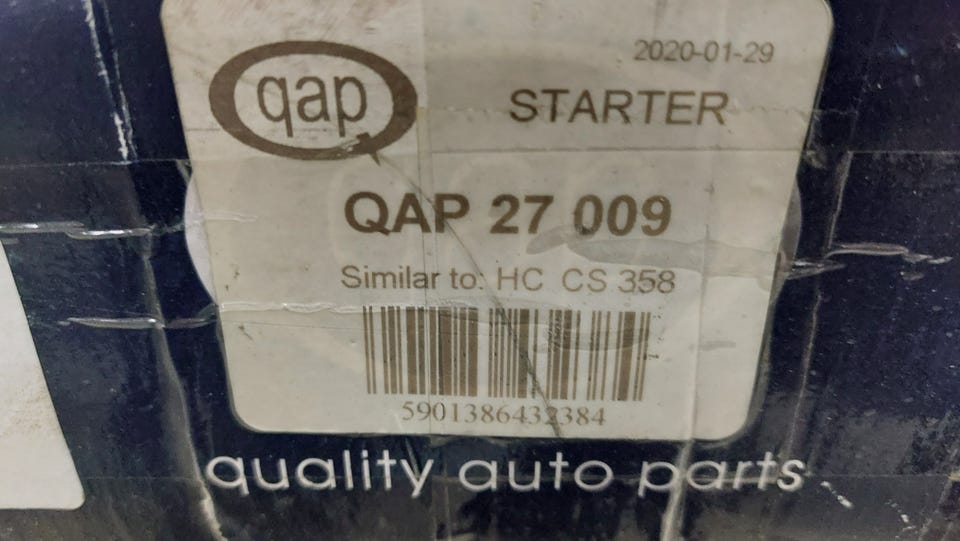 qap
2020-01-29
STARTER
QAP 27 009
Similar to: HC CS 358
5901386432384
quality auto parts